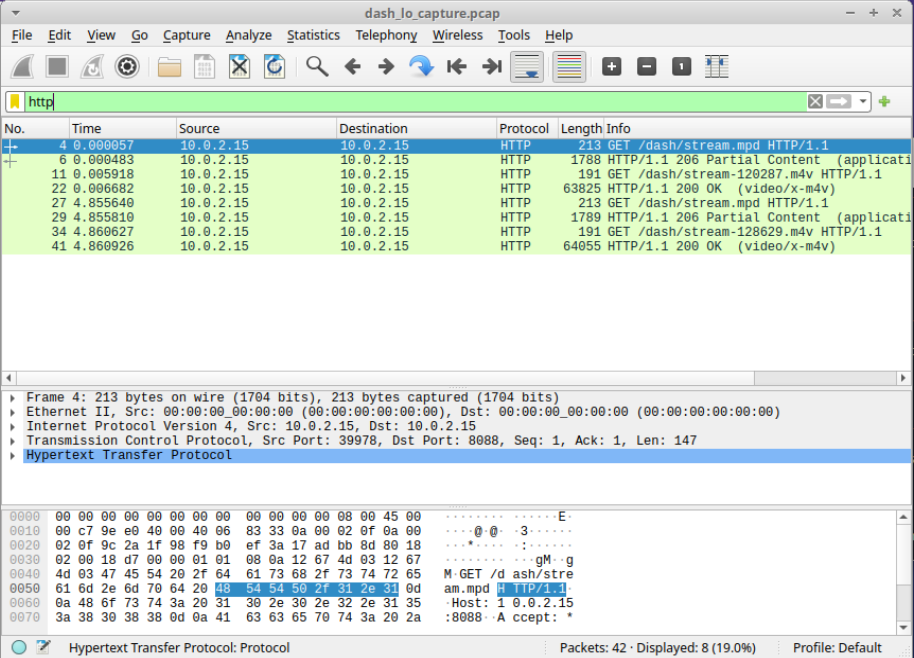 dash_lo_capture.pcap
File Edit View Go Capture Analyze Statistics Telephony Wireless Tools Help
http
No. Time Source Destination Protocol Length Info
4 0.000057 10.0.2.15 10.0.2.15 HTTP 213 GET /dash/stream.mpd HTTP/1.1
6 0.000483 10.0.2.15 10.0.2.15 HTTP 1788 HTTP/1.1 206 Partial Content (applicati
11 0.005918 10.0.2.15 10.0.2.15 HTTP 191 GET /dash/stream-120287.m4v HTTP/1.1
22 0.006682 10.0.2.15 10.0.2.15 HTTP 63825 HTTP/1.1 200 OK (video/x-m4v)
27 4.855640 10.0.2.15 10.0.2.15 HTTP 213 GET /dash/stream.mpd HTTP/1.1
29 4.855810 10.0.2.15 10.0.2.15 HTTP 1789 HTTP/1.1 206 Partial Content (applicati
34 4.860627 10.0.2.15 10.0.2.15 HTTP 191 GET /dash/stream-128629.m4v HTTP/1.1
41 4.860926 10.0.2.15 10.0.2.15 HTTP 64055 HTTP/1.1 200 OK (video/x-m4v)
Frame 4: 213 bytes on wire (1704 bits), 213 bytes captured (1704 bits)
Ethernet II, Src: 00:00:00_00:00:00 (00:00:00:00:00:00), Dst: 00:00:00_00:00:00 (00:00:00:00:00:00)
Internet Protocol Version 4, Src: 10.0.2.15, Dst: 10.0.2.15
Transmission Control Protocol, Src Port: 39978, Dst Port: 8088, Seq: 1, Ack: 1, Len: 147
Hypertext Transfer Protocol
0000 00 00 00 00 00 00 00 00 00 00 00 00 08 00 45 00 ········ ······E·
0010 00 c7 9e e0 40 00 40 06 83 33 0a 00 02 0f 0a 00 ····@·@· ·3······
0020 02 0f 9c 2a 1f 98 f9 b0 ef 3a 17 ad bb 8d 80 18 ···*···· ·:······
0030 02 00 18 d7 00 00 01 01 08 0a 12 67 4d 03 12 67 ········ ···gM··g
0040 4d 03 47 45 54 20 2f 64 61 73 68 2f 73 74 72 65 M·GET /d ash/stre
0050 61 6d 2e 6d 70 64 20 48 54 54 50 2f 31 2e 31 0d am.mpd H TTP/1.1·
0060 0a 48 6f 73 74 3a 20 31 30 2e 30 2e 32 2e 31 35 ·Host: 1 0.0.2.15
0070 3a 38 30 38 38 0d 0a 41 63 63 65 70 74 3a 20 2a :8088··A ccept: *
Hypertext Transfer Protocol: Protocol Packets: 42 · Displayed: 8 (19.0%) Profile: Default